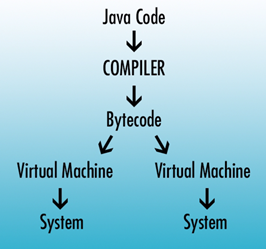 Java Code
COMPILER
Bytecode
Virtual Machine Virtual Machine
System System